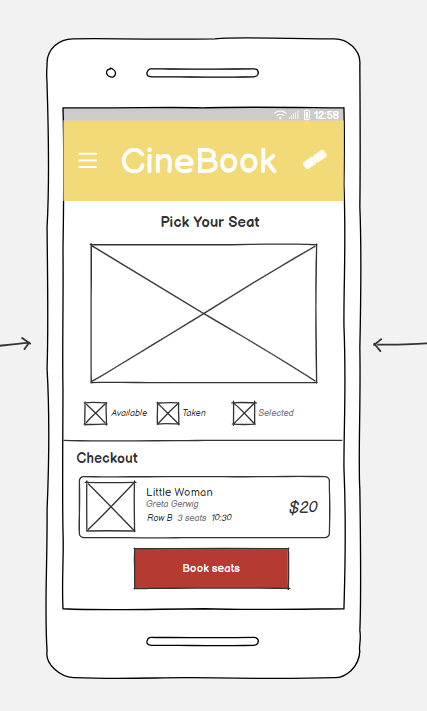 12:58
CineBook
Pick Your Seat
Available Taken Selected
Checkout
Little Woman
Greta Gerwig
Row B 3 seats 10:30
$20
Book seats